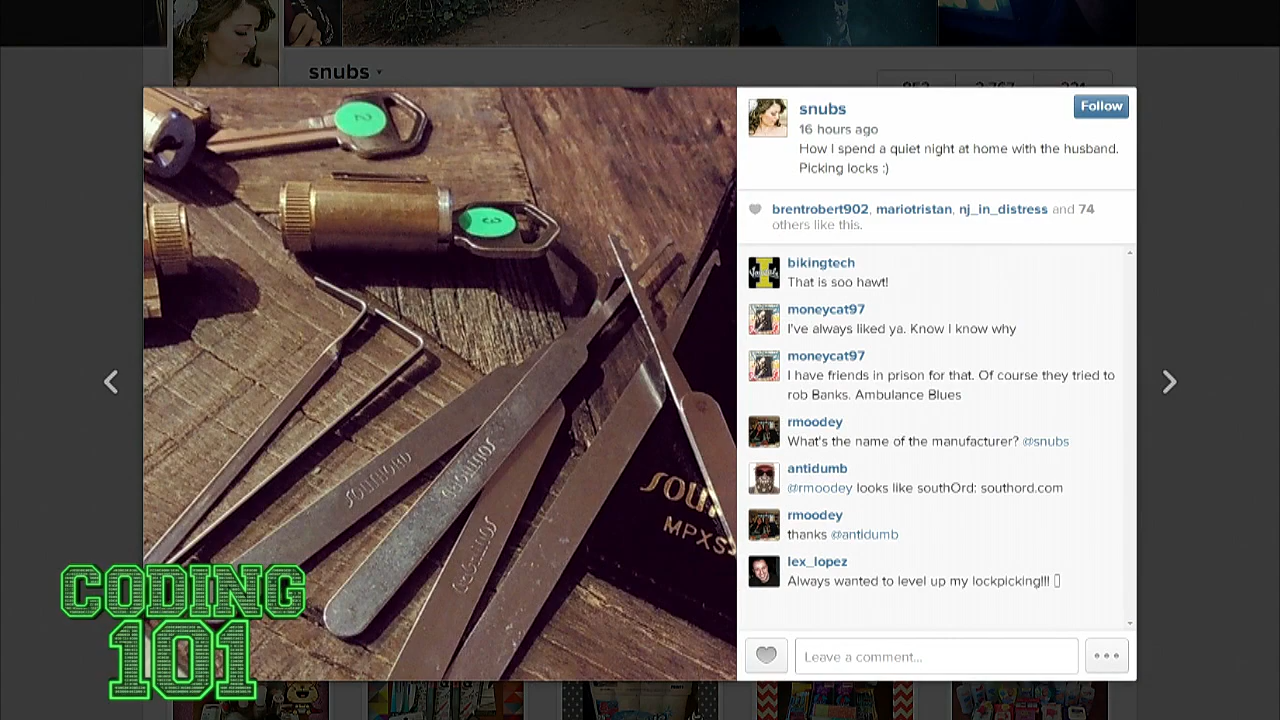 snubs
snubs
Follow
16 hours ago
How I spend a quiet night at home with the husband.
Picking locks :)
brentrobert902, mariotristan, nj_in_distress and 74
others like this.
bikingtech
That is soo hawt!
moneycat97
I've always liked ya. Know I know why
moneycat97
I have friends in prison for that. Of course they tried to
rob Banks. Ambulance Blues
rmoodey
What's the name of the manufacturer? @snubs
antidumb
@rmoodey looks like southOrd: southord.com
rmoodey
thanks @antidumb
lex_lopez
Always wanted to level up my lockpicking!!!
Leave a comment...
2
3
SOUTHORD
SOUTHORD
SOUTHORD
SOU
MPXS
CODING
101